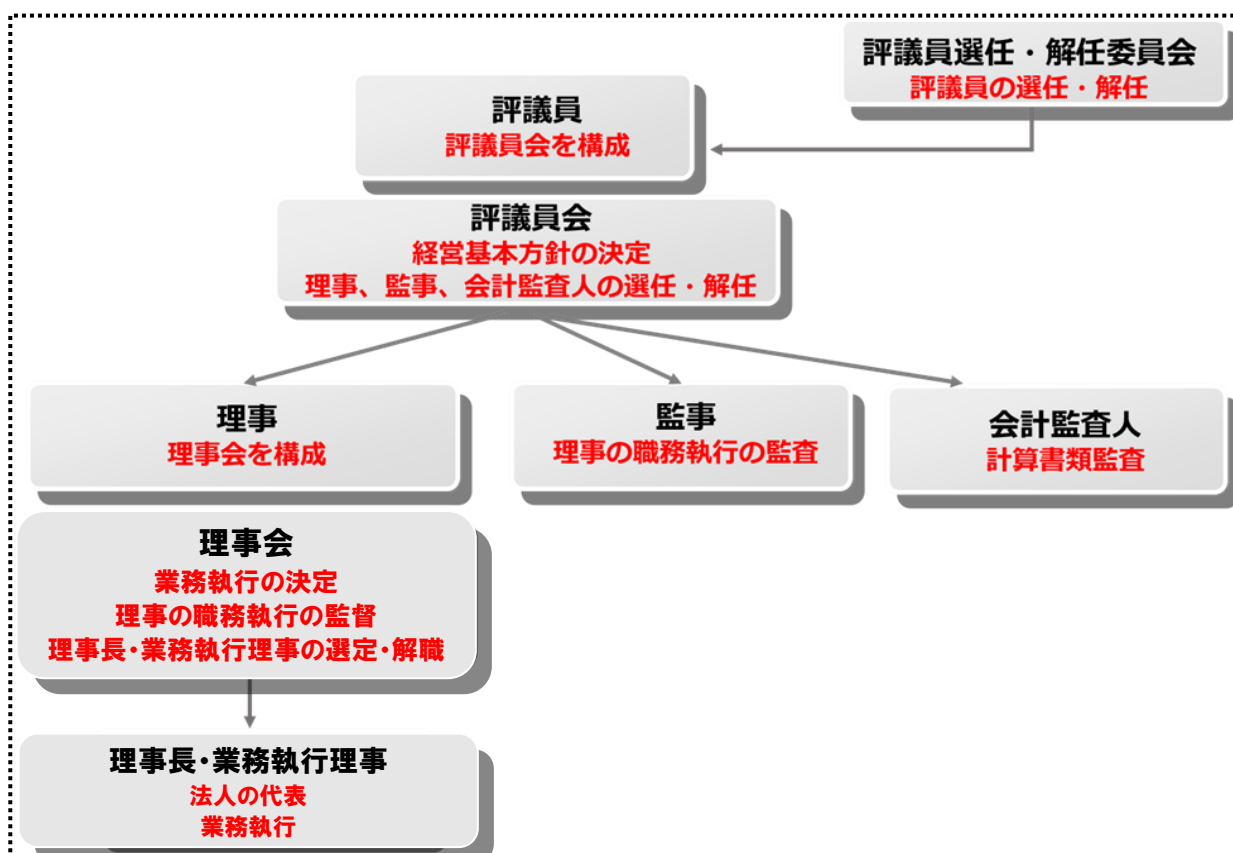 評議員選任・解任委員会
評議員の選任・解任
評議員
評議員会を構成
評議員会
経営基本方針の決定
理事、監事、会計監査人の選任・解任
理事
理事会を構成
監事
理事の職務執行の監査
会計監査人
計算書類監査
理事会
業務執行の決定
理事の職務執行の監督
理事長・業務執行理事の選定・解職
理事長・業務執行理事
法人の代表
業務執行